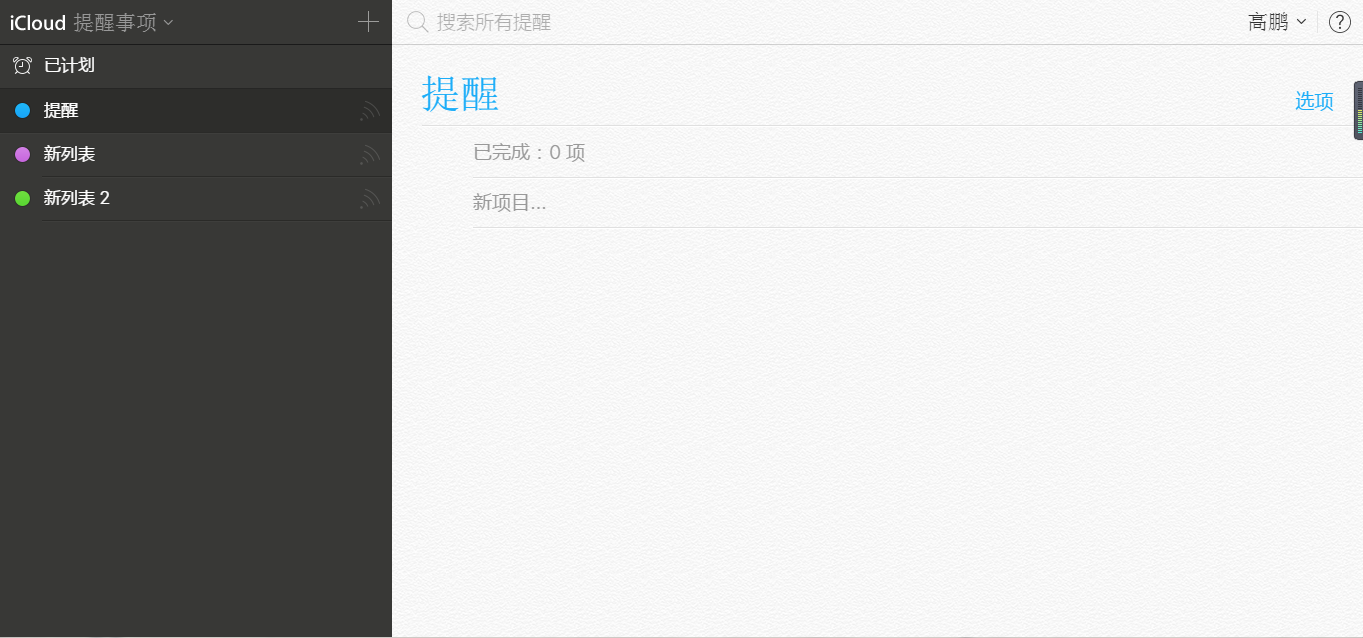 iCloud 提醒事项
搜索所有提醒
高鹏
?
已计划
提醒
新列表
新列表 2
提醒
选项
已完成：0 项
新项目...